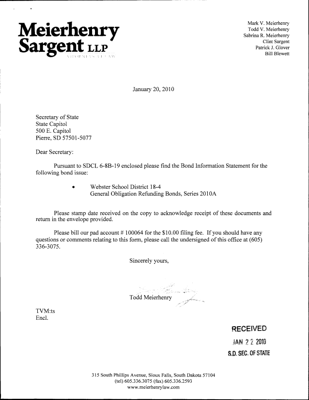 Meierhenry
Sargent LLP
Mark V. Meierhenry
Todd V. Meierhenry
Sabrina R. Meierhenry
Clint Sargent
Patrick J. Glover
Bill Blewett
January 20, 2010
Secretary of State
State Capitol
500 E. Capitol
Pierre, SD 57501-5077
Dear Secretary:
Pursuant to SDCL 6-8B-19 enclosed please find the Bond Information Statement for the
following bond issue:
• Webster School District 18-4
General Obligation Refunding Bonds, Series 2010A
Please stamp date received on the copy to acknowledge receipt of these documents and
return in the envelope provided.
Please bill our pad account # 100064 for the $10.00 filing fee. If you should have any
questions or comments relating to this form, please call the undersigned of this office at (605)
336-3075.
Sincerely yours,
Todd Meierhenry
TVM:ts
Encl.
RECEIVED
JAN 22 2010
S.D. SEC. OF STATE
315 South Phillips Avenue, Sioux Falls, South Dakota 57104
(tel) 605.336.3075 (fax) 605.336.2593
www.meierhenrylaw.com